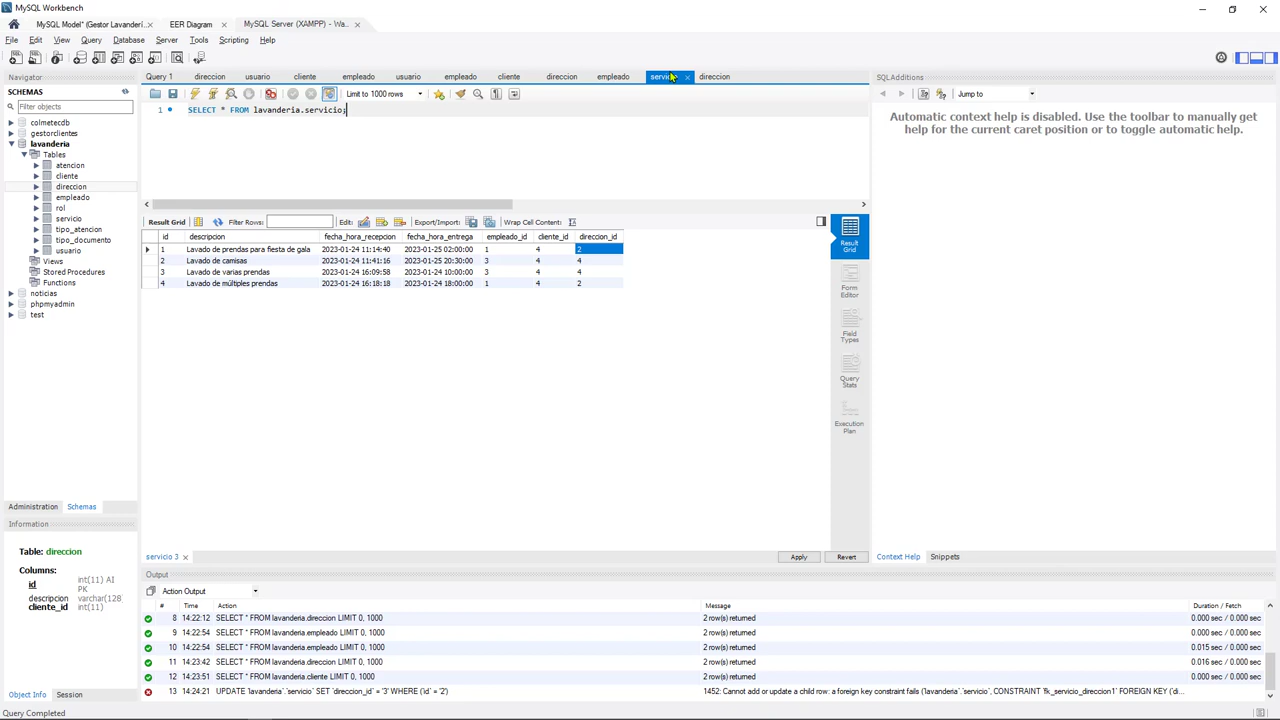 MySQL Workbench
MySQL Model* (Gestor Lavanderí... × EER Diagram × MySQL Server (XAMPP) - Wa... ×
File Edit View Query Database Server Tools Scripting Help
Navigator
SCHEMAS
Filter objects
colmetecdb
gestorclientes
lavanderia
Tables
atencion
cliente
direccion
empleado
rol
servicio
tipo_atencion
tipo_documento
usuario
Views
Stored Procedures
Functions
noticias
phpmyadmin
test
Administration Schemas
Information
Table: direccion
Columns:
id int(11) AI PK
descripcion varchar(128
cliente_id int(11)
Object Info Session
Query Completed
Query 1 direccion usuario cliente empleado usuario empleado cliente direccion empleado direccion
Limit to 1000 rows
1 SELECT * FROM lavanderia.servicio;
Result Grid Filter Rows: Edit: Export/Import: Wrap Cell Content:
id descripcion fecha_hora_recepcion fecha_hora_entrega empleado_id cliente_id direccion_id
1 Lavado de prendas para fiesta de gala 2023-01-24 11:14:40 2023-01-25 02:00:00 1 4 2
2 Lavado de camisas 2023-01-24 11:41:16 2023-01-25 20:30:00 3 4 4
3 Lavado de varias prendas 2023-01-24 16:09:58 2023-01-24 10:00:00 1 4 4
4 Lavado de múltiples prendas 2023-01-24 16:18:18 2023-01-24 18:00:00 1 4 2
Result Grid
Form Editor
Field Types
Query Stats
Execution Plan
servicio 3 × Apply Revert
SQLAdditions
Jump to
Automatic context help is disabled. Use the toolbar to manually get
help for the current caret position or to toggle automatic help.
Context Help Snippets
Output
Action Output
# Time Action Message Duration / Fetch
8 14:22:12 SELECT * FROM lavanderia.direccion LIMIT 0, 1000 2 row(s) returned 0.000 sec / 0.000 sec
9 14:22:54 SELECT * FROM lavanderia.empleado LIMIT 0, 1000 2 row(s) returned 0.000 sec / 0.000 sec
10 14:22:54 SELECT * FROM lavanderia.empleado LIMIT 0, 1000 2 row(s) returned 0.015 sec / 0.000 sec
11 14:23:42 SELECT * FROM lavanderia.direccion LIMIT 0, 1000 2 row(s) returned 0.016 sec / 0.000 sec
12 14:23:51 SELECT * FROM lavanderia.cliente LIMIT 0, 1000 2 row(s) returned 0.000 sec / 0.000 sec
13 14:24:21 UPDATE `lavanderia`.`servicio` SET `direccion_id` = '3' WHERE (`id` = '2') 1452: Cannot add or update a child row: a foreign key constraint fails (`lavanderia`.`servicio`, CONSTRAINT `fk_servicio_direccion1` FOREIGN KEY (`di...